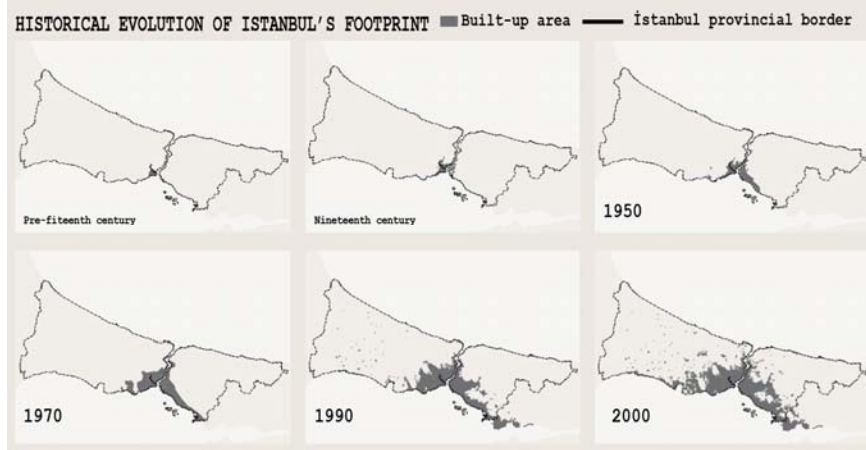 HISTORICAL EVOLUTION OF ISTANBUL'S FOOTPRINT Built-up area İstanbul provincial border
Pre-fiteenth century
Nineteenth century
1950
1970
1990
2000